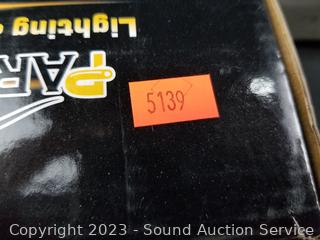 Lighting
PAR
5139
Copyright 2023 - Sound Auction Service